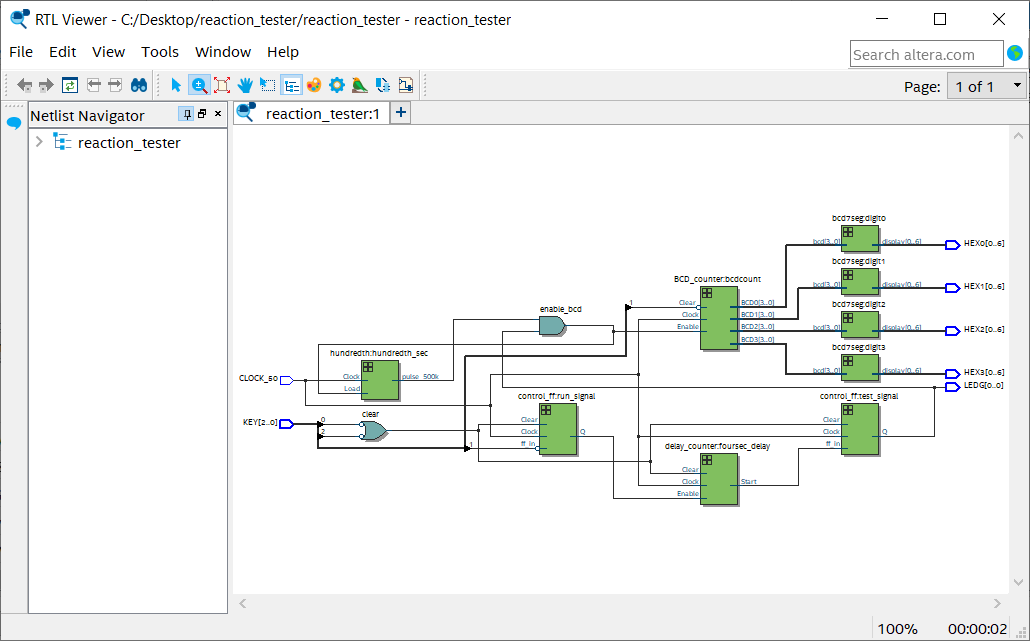 RTL Viewer - C:/Desktop/reaction_tester/reaction_tester - reaction_tester
File Edit View Tools Window Help
Search altera.com
Page: 1 of 1
Netlist Navigator
reaction_tester:1
reaction_tester
bcd7seg:digit0
bcd[3..0] display[0..6] HEX0[0..6]
bcd7seg:digit1
BCD_counter:bcdcount
bcd[3..0] display[0..6] HEX1[0..6]
Clear BCD0[3..0]
1
bcd7seg:digit2
enable_bcd
Clock BCD1[3..0]
Enable BCD2[3..0]
bcd[3..0] display[0..6] HEX2[0..6]
BCD3[3..0]
bcd7seg:digit3
hundredth:hundredth_sec
bcd[3..0] display[0..6] HEX3[0..6]
CLOCK_50 Clock pulse_500k
LEDG[0..0]
Load
control_ff:run_signal
control_ff:test_signal
clear
KEY[2..0] 0
Clear
Clear
2
Clock Q
Clock Q
1
ff_in
ff_in
delay_counter:foursec_delay
Clear
Clock Start
Enable
100% 00:00:02